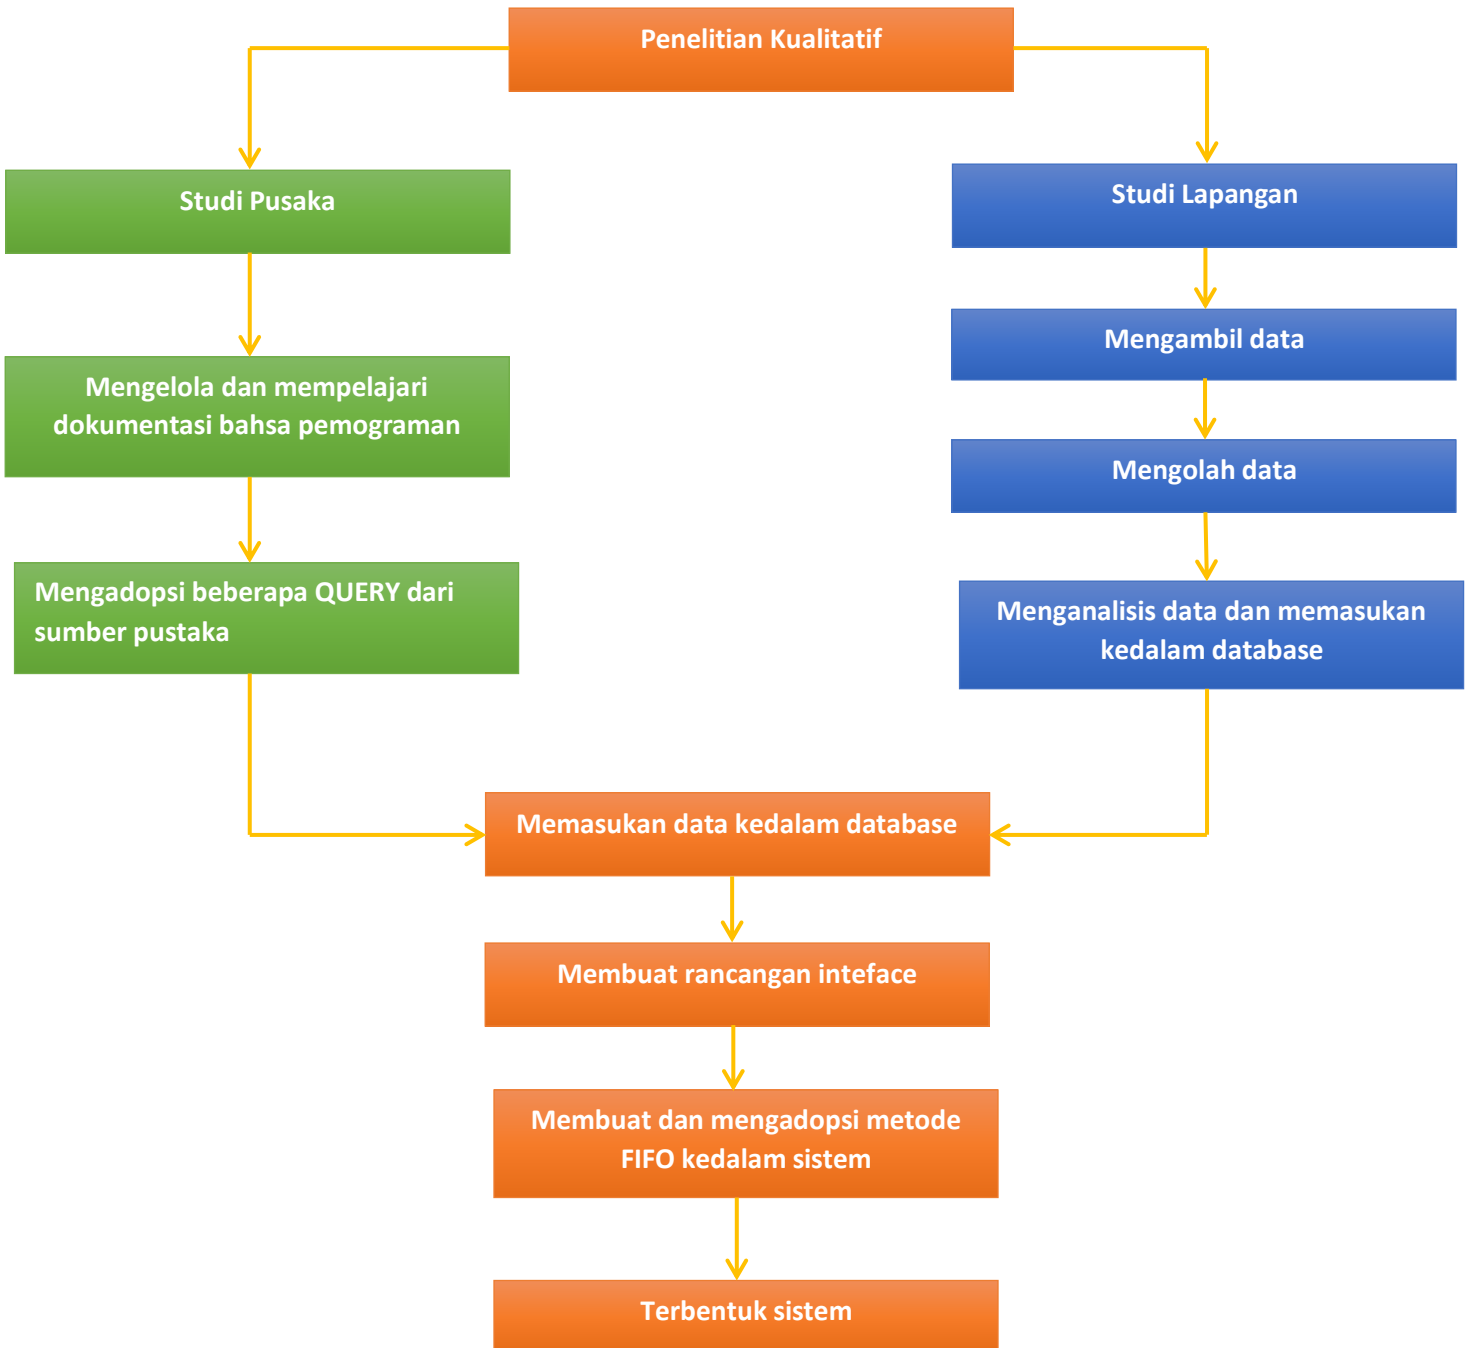 Penelitian Kualitatif
Studi Pusaka
Studi Lapangan
Mengambil data
Mengelola dan mempelajari
dokumentasi bahsa pemograman
Mengolah data
Mengadopsi beberapa QUERY dari
sumber pustaka
Menganalisis data dan memasukan
kedalam database
Memasukan data kedalam database
Membuat rancangan inteface
Membuat dan mengadopsi metode
FIFO kedalam sistem
Terbentuk sistem